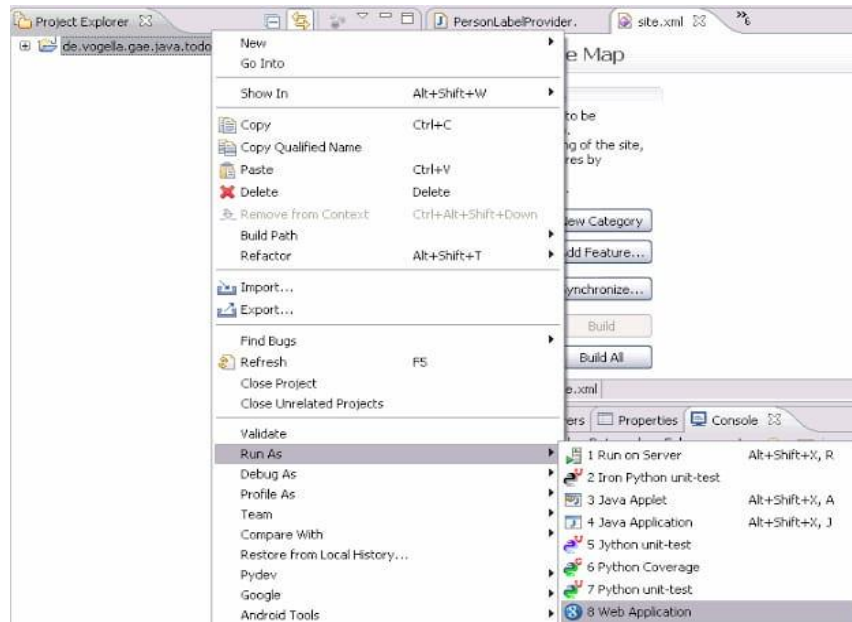 Project Explorer
PersonLabelProvider.
site.xml
6
de.vogella.gae.java.todo
e Map
to be
ng of the site,
res by
New Category
dd Feature...
ynchronize...
Build
Build All
e.xml
ers
Properties
Console
New
Go Into
Show In Alt+Shift+W
Copy Ctrl+C
Copy Qualified Name
Paste Ctrl+V
Delete Delete
Remove from Context Ctrl+Alt+Shift+Down
Build Path
Refactor Alt+Shift+T
Import...
Export...
Find Bugs
Refresh F5
Close Project
Close Unrelated Projects
Validate
Run As
Debug As
Profile As
Team
Compare With
Restore from Local History...
Pydev
Google
Android Tools
1 Run on Server Alt+Shift+X, R
2 Iron Python unit-test
3 Java Applet Alt+Shift+X, A
4 Java Application Alt+Shift+X, J
5 Jython unit-test
6 Python Coverage
7 Python unit-test
8 Web Application